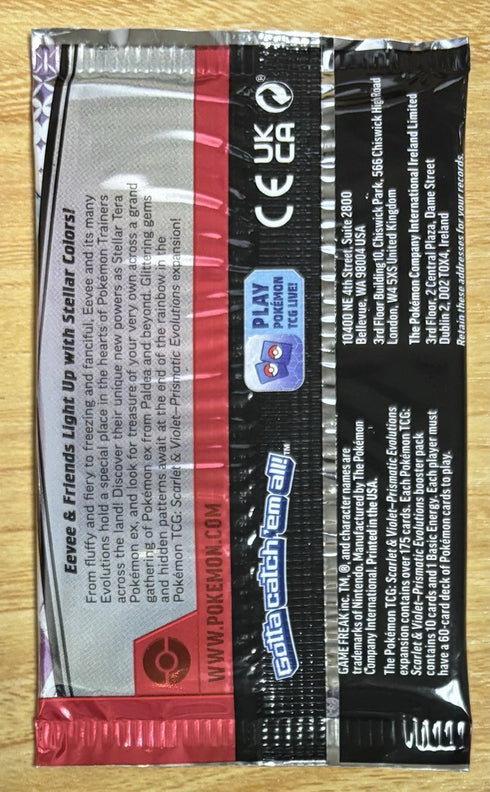 Eevee & Friends Light Up with Stellar Colors!
From fluffy and fiery to freezing and fanciful, Eevee and its many
Evolutions hold a special place in the hearts of Pokémon Trainers
across the land! Discover their unique new powers as Stellar Tera
Pokémon ex, and look for treasure of your very own across a grand
gathering of Pokémon ex from Paldea and beyond. Glittering gems
and hidden patterns await at the end of the rainbow in the
Pokémon TCG: Scarlet & Violet–Prismatic Evolutions expansion!
WWW.POKEMON.COM
Gotta catch 'em all!™
PLAY
POKÉMON
TCG LIVE!
CE UK
CA ®
GAME FREAK inc. TM, ®, and character names are
trademarks of Nintendo. Manufactured by The Pokémon
Company International. Printed in the USA.
The Pokémon TCG: Scarlet & Violet–Prismatic Evolutions
expansion contains over 175 cards. Each Pokémon TCG:
Scarlet & Violet–Prismatic Evolutions booster pack
contains 10 cards and 1 Basic Energy. Each player must
have a 60-card deck of Pokémon cards to play.
10400 NE 4th Street, Suite 2800
Bellevue, WA 98004 USA
3rd Floor Building 10, Chiswick Park, 566 Chiswick High Road
London, W4 5XS United Kingdom
The Pokémon Company International Ireland Limited
3rd Floor, 2 Central Plaza, Dame Street
Dublin 2, D02 T0X4, Ireland
Retain these addresses for your records.